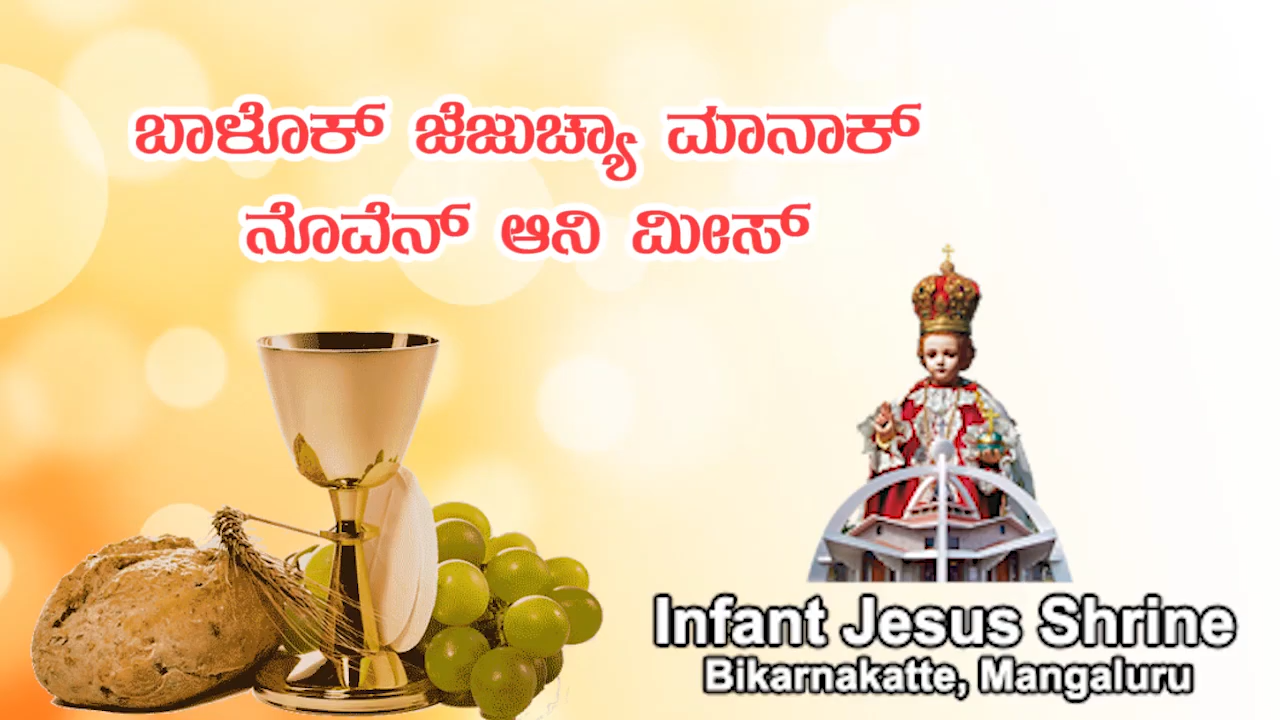 ಬಾಳೊಕ್ ಜೆಜುಚ್ಯಾ ಮಾನಾಕ್
ನೊವೆನ್ ಆನಿ ಮೀಸ್
Infant Jesus Shrine
Bikarnakatte, Mangaluru